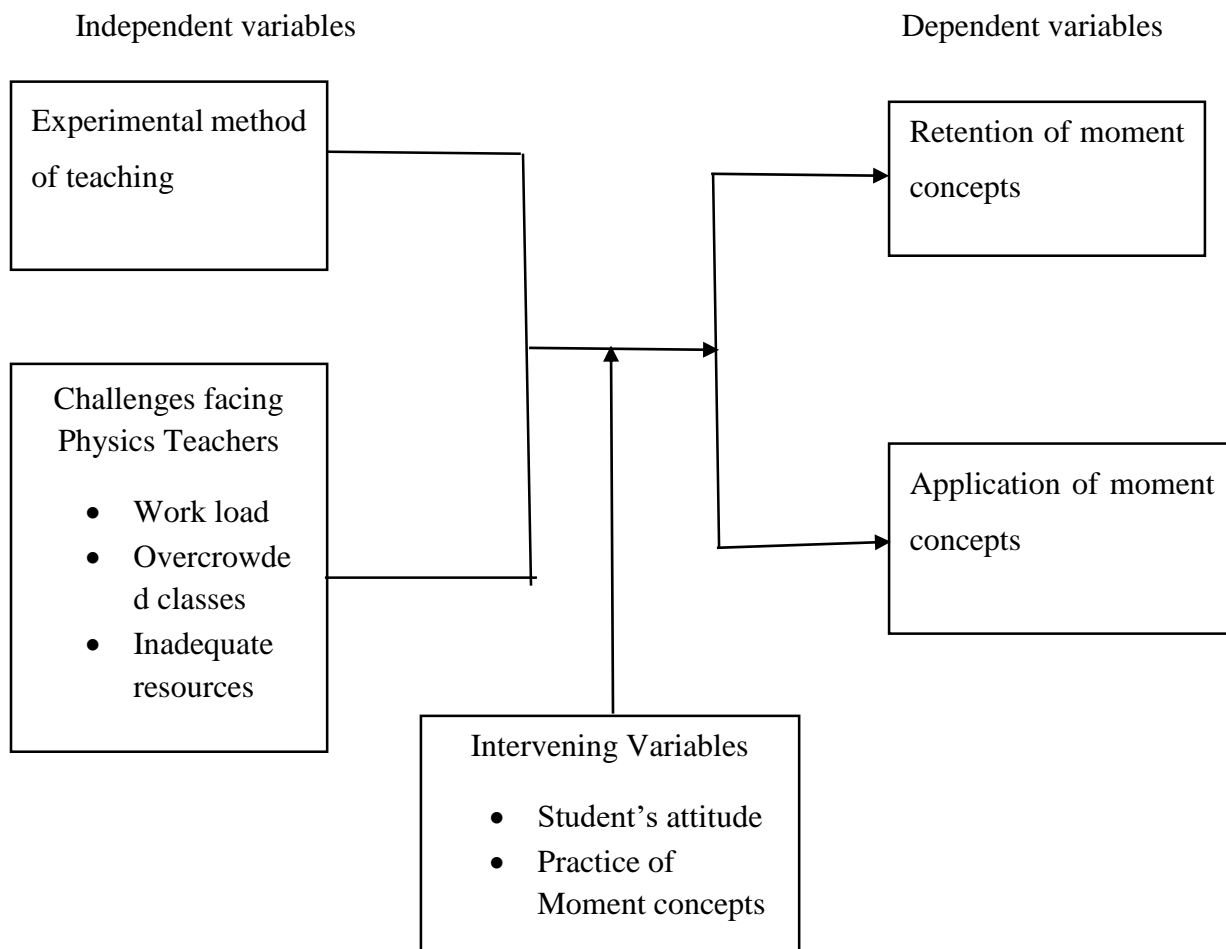 Independent variables
Dependent variables
Experimental method
of teaching
Retention of moment
concepts
Challenges facing
Physics Teachers
• Work load
• Overcrowde
d classes
• Inadequate
resources
Application of moment
concepts
Intervening Variables
• Student’s attitude
• Practice of
Moment concepts